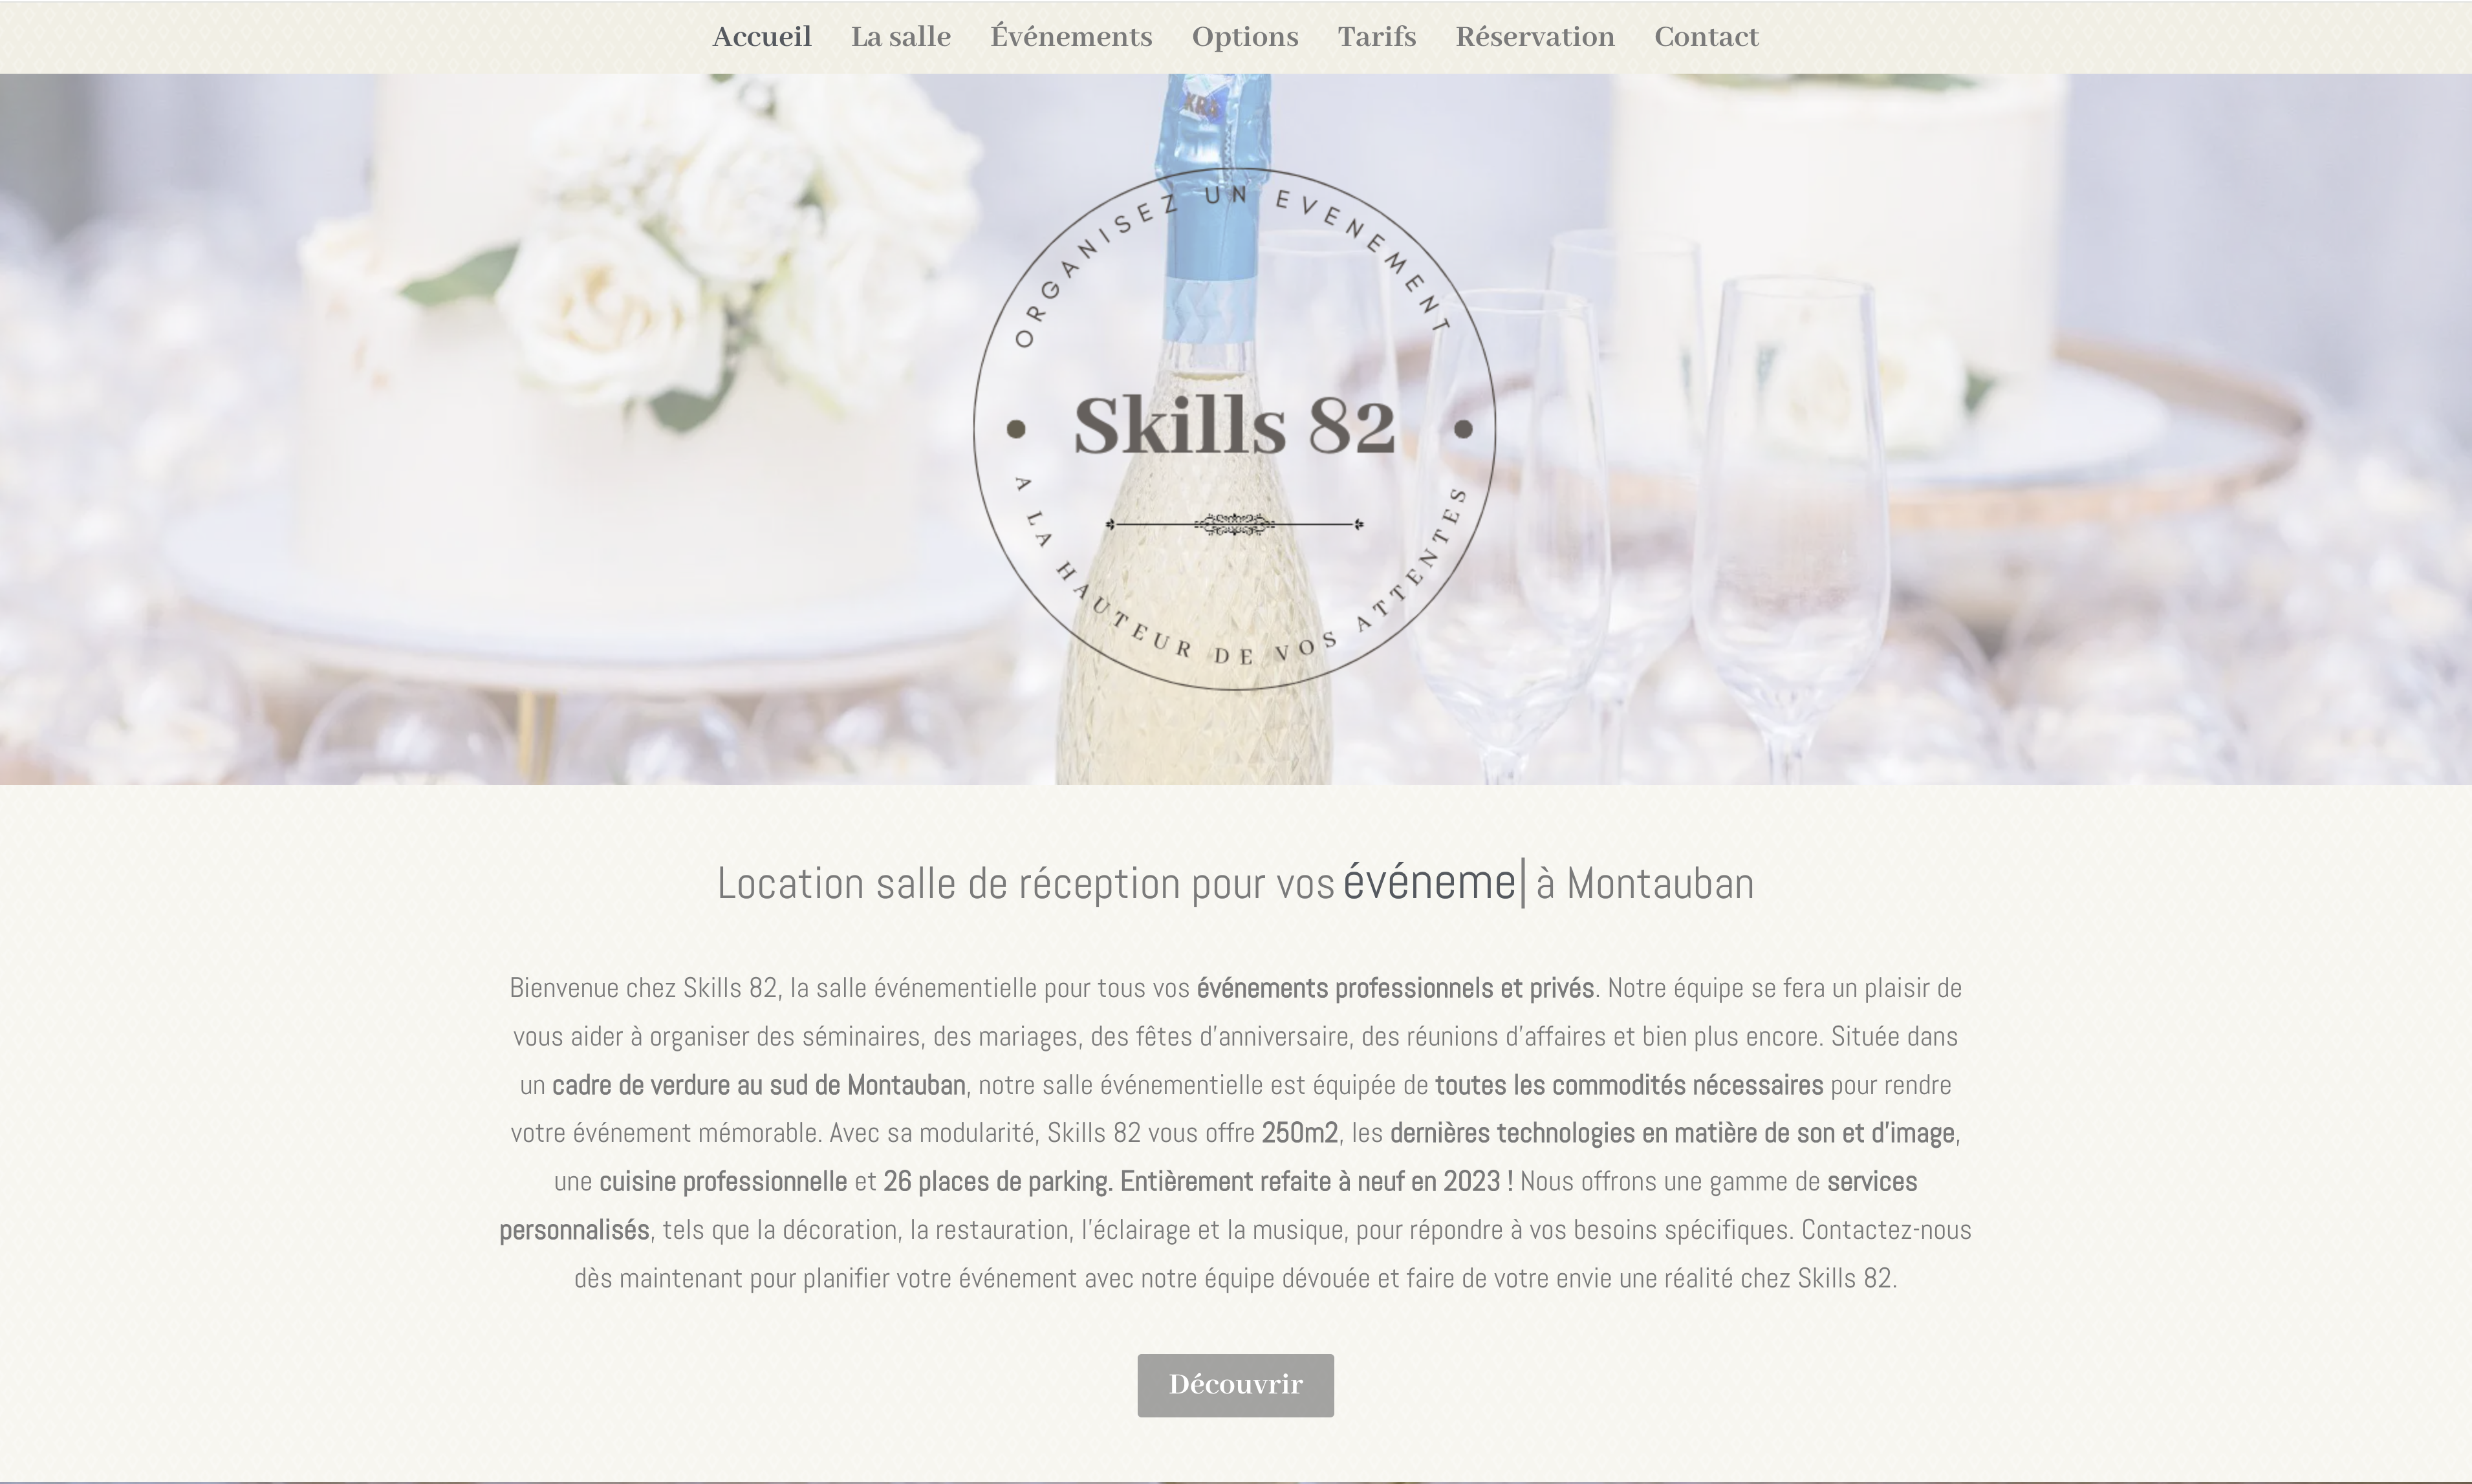 Accueil La salle Événements Options Tarifs Réservation Contact
ORGANISEZ UN EVENEMENT
Skills 82
A LA HAUTEUR DE VOS ATTENTES
Location salle de réception pour vos événeme| à Montauban
Bienvenue chez Skills 82, la salle événementielle pour tous vos événements professionnels et privés. Notre équipe se fera un plaisir de
vous aider à organiser des séminaires, des mariages, des fêtes d’anniversaire, des réunions d’affaires et bien plus encore. Située dans
un cadre de verdure au sud de Montauban, notre salle événementielle est équipée de toutes les commodités nécessaires pour rendre
votre événement mémorable. Avec sa modularité, Skills 82 vous offre 250m2, les dernières technologies en matière de son et d’image,
une cuisine professionnelle et 26 places de parking. Entièrement refaite à neuf en 2023 ! Nous offrons une gamme de services
personnalisés, tels que la décoration, la restauration, l’éclairage et la musique, pour répondre à vos besoins spécifiques. Contactez-nous
dès maintenant pour planifier votre événement avec notre équipe dévouée et faire de votre envie une réalité chez Skills 82.
Découvrir